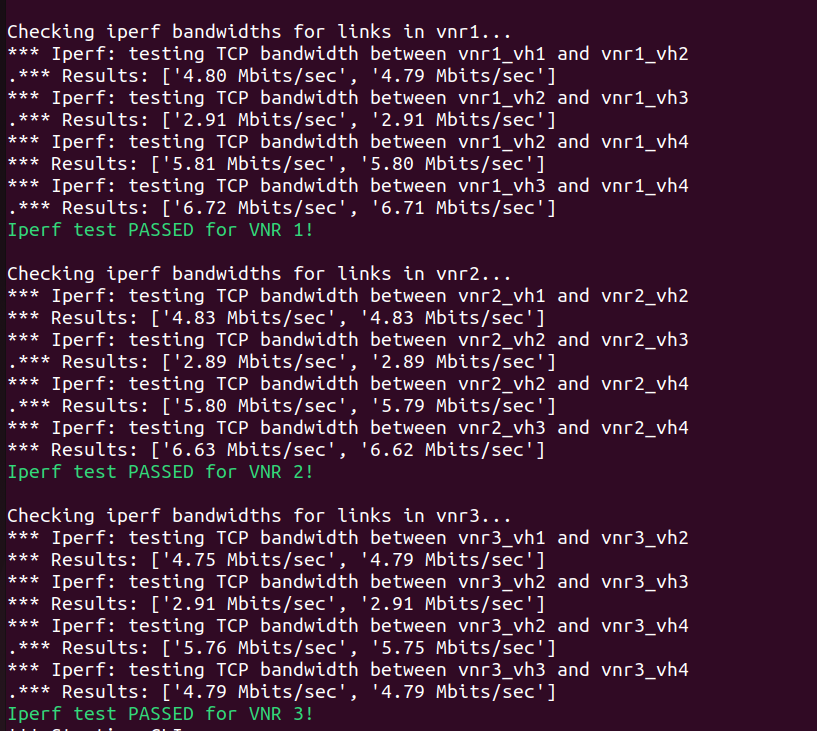 Checking iperf bandwidths for links in vnr1...
*** Iperf: testing TCP bandwidth between vnr1_vh1 and vnr1_vh2
.*** Results: ['4.80 Mbits/sec', '4.79 Mbits/sec']
*** Iperf: testing TCP bandwidth between vnr1_vh2 and vnr1_vh3
.*** Results: ['2.91 Mbits/sec', '2.91 Mbits/sec']
*** Iperf: testing TCP bandwidth between vnr1_vh2 and vnr1_vh4
*** Results: ['5.81 Mbits/sec', '5.80 Mbits/sec']
*** Iperf: testing TCP bandwidth between vnr1_vh3 and vnr1_vh4
.*** Results: ['6.72 Mbits/sec', '6.71 Mbits/sec']
Iperf test PASSED for VNR 1!
Checking iperf bandwidths for links in vnr2...
*** Iperf: testing TCP bandwidth between vnr2_vh1 and vnr2_vh2
*** Results: ['4.83 Mbits/sec', '4.83 Mbits/sec']
*** Iperf: testing TCP bandwidth between vnr2_vh2 and vnr2_vh3
.*** Results: ['2.89 Mbits/sec', '2.89 Mbits/sec']
*** Iperf: testing TCP bandwidth between vnr2_vh2 and vnr2_vh4
.*** Results: ['5.80 Mbits/sec', '5.79 Mbits/sec']
*** Iperf: testing TCP bandwidth between vnr2_vh3 and vnr2_vh4
*** Results: ['6.63 Mbits/sec', '6.62 Mbits/sec']
Iperf test PASSED for VNR 2!
Checking iperf bandwidths for links in vnr3...
*** Iperf: testing TCP bandwidth between vnr3_vh1 and vnr3_vh2
*** Results: ['4.75 Mbits/sec', '4.79 Mbits/sec']
*** Iperf: testing TCP bandwidth between vnr3_vh2 and vnr3_vh3
*** Results: ['2.91 Mbits/sec', '2.91 Mbits/sec']
*** Iperf: testing TCP bandwidth between vnr3_vh2 and vnr3_vh4
.*** Results: ['5.76 Mbits/sec', '5.75 Mbits/sec']
*** Iperf: testing TCP bandwidth between vnr3_vh3 and vnr3_vh4
.*** Results: ['4.79 Mbits/sec', '4.79 Mbits/sec']
Iperf test PASSED for VNR 3!